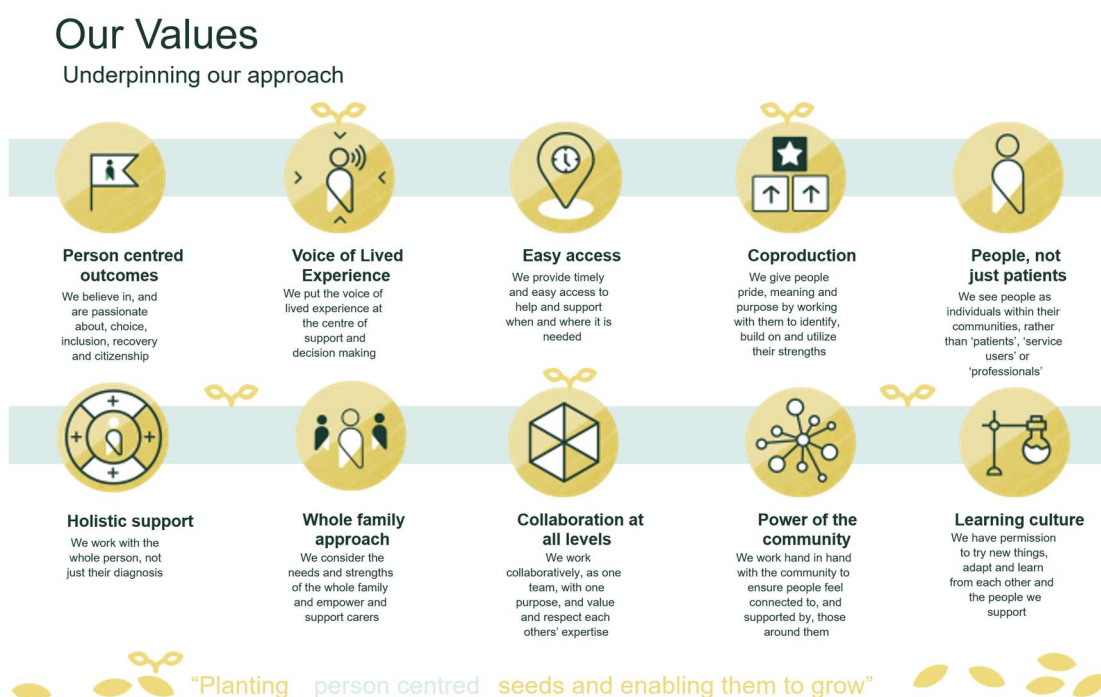 Our Values
Underpinning our approach
Person centred
outcomes
We believe in, and
are passionate
about, choice,
inclusion, recovery
and citizenship
Voice of Lived
Experience
We put the voice of
lived experience at
the centre of
support and
decision making
Easy access
We provide timely
and easy access to
help and support
when and where it is
needed
Coproduction
We give people
pride, meaning and
purpose by working
with them to identify,
build on and utilize
their strengths
People, not
just patients
We see people as
individuals within their
communities, rather
than ‘patients’, ‘service
users’ or
‘professionals’
Holistic support
We work with the
whole person, not
just their diagnosis
Whole family
approach
We consider the
needs and strengths
of the whole family
and empower and
support carers
Collaboration at
all levels
We work
collaboratively, as one
team, with one
purpose, and value
and respect each
others’ expertise
Power of the
community
We work hand in hand
with the community to
ensure people feel
connected to, and
supported by, those
around them
Learning culture
We have permission
to try new things,
adapt and learn
from each other and
the people we
support
“Planting person centred seeds and enabling them to grow”